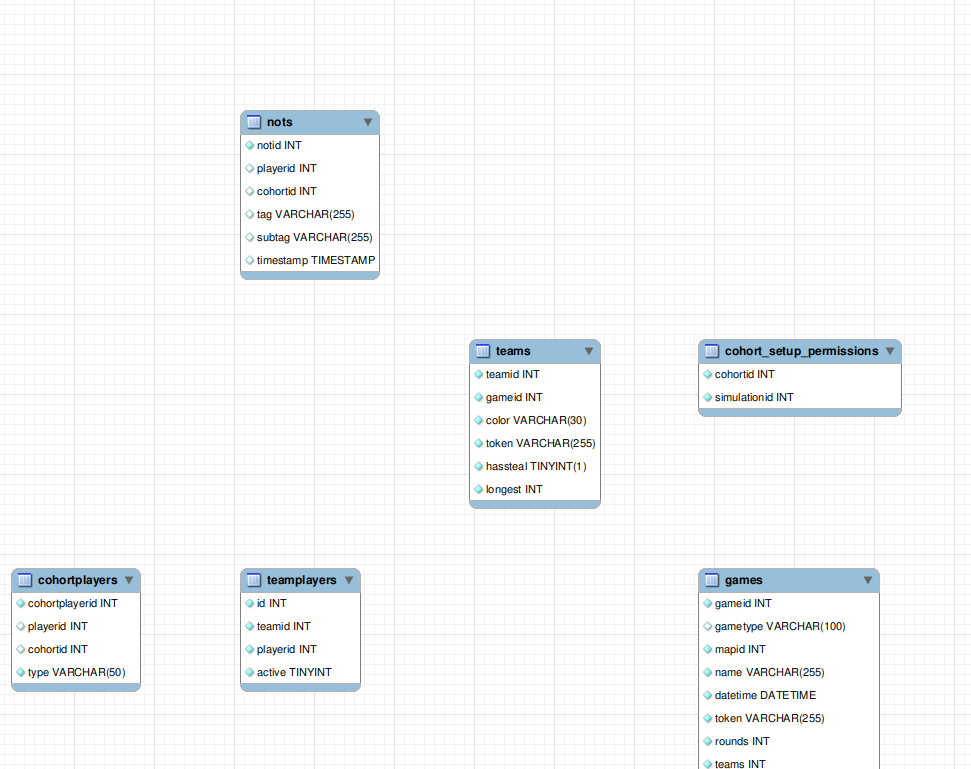 nots
notid INT
playerid INT
cohortid INT
tag VARCHAR(255)
subtag VARCHAR(255)
timestamp TIMESTAMP
teams
teamid INT
gameid INT
color VARCHAR(30)
token VARCHAR(255)
hassteal TINYINT(1)
longest INT
cohort_setup_permissions
cohortid INT
simulationid INT
cohortplayers
cohortplayerid INT
playerid INT
cohortid INT
type VARCHAR(50)
teamplayers
id INT
teamid INT
playerid INT
active TINYINT
games
gameid INT
gametype VARCHAR(100)
mapid INT
name VARCHAR(255)
datetime DATETIME
token VARCHAR(255)
rounds INT
teams INT